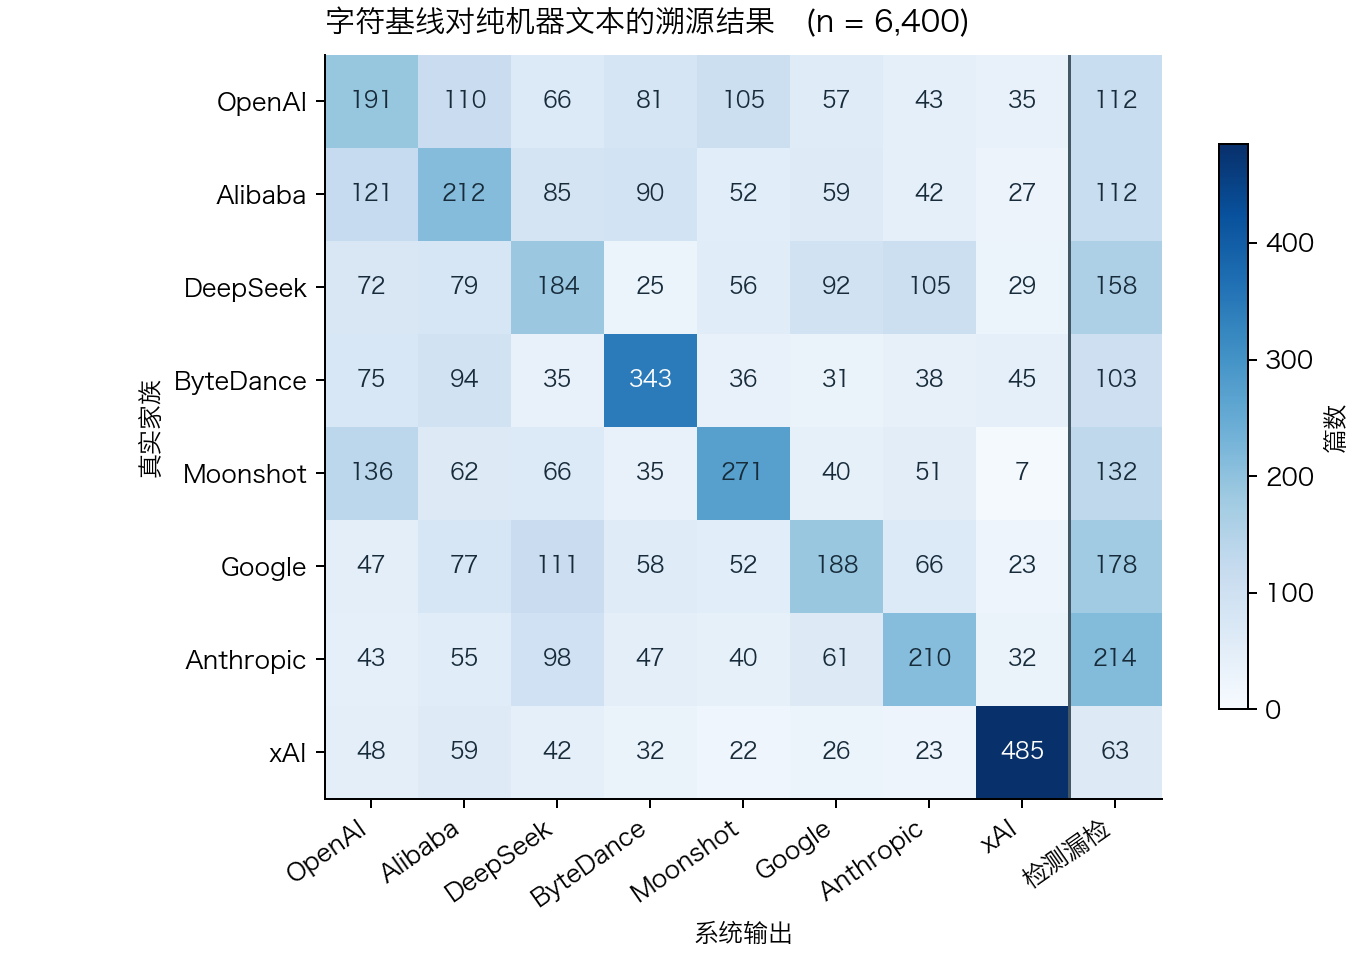 字符基线对纯机器文本的溯源结果 (n = 6,400)
OpenAI 191 110 66 81 105 57 43 35 112
Alibaba 121 212 85 90 52 59 42 27 112
DeepSeek 72 79 184 25 56 92 105 29 158
ByteDance 75 94 35 343 36 31 38 45 103
Moonshot 136 62 66 35 271 40 51 7 132
Google 47 77 111 58 52 188 66 23 178
Anthropic 43 55 98 47 40 61 210 32 214
xAI 48 59 42 32 22 26 23 485 63
真实家族
OpenAI Alibaba DeepSeek ByteDance Moonshot Google Anthropic xAI 检测漏检
系统输出
400
300
200
100
0
篇数